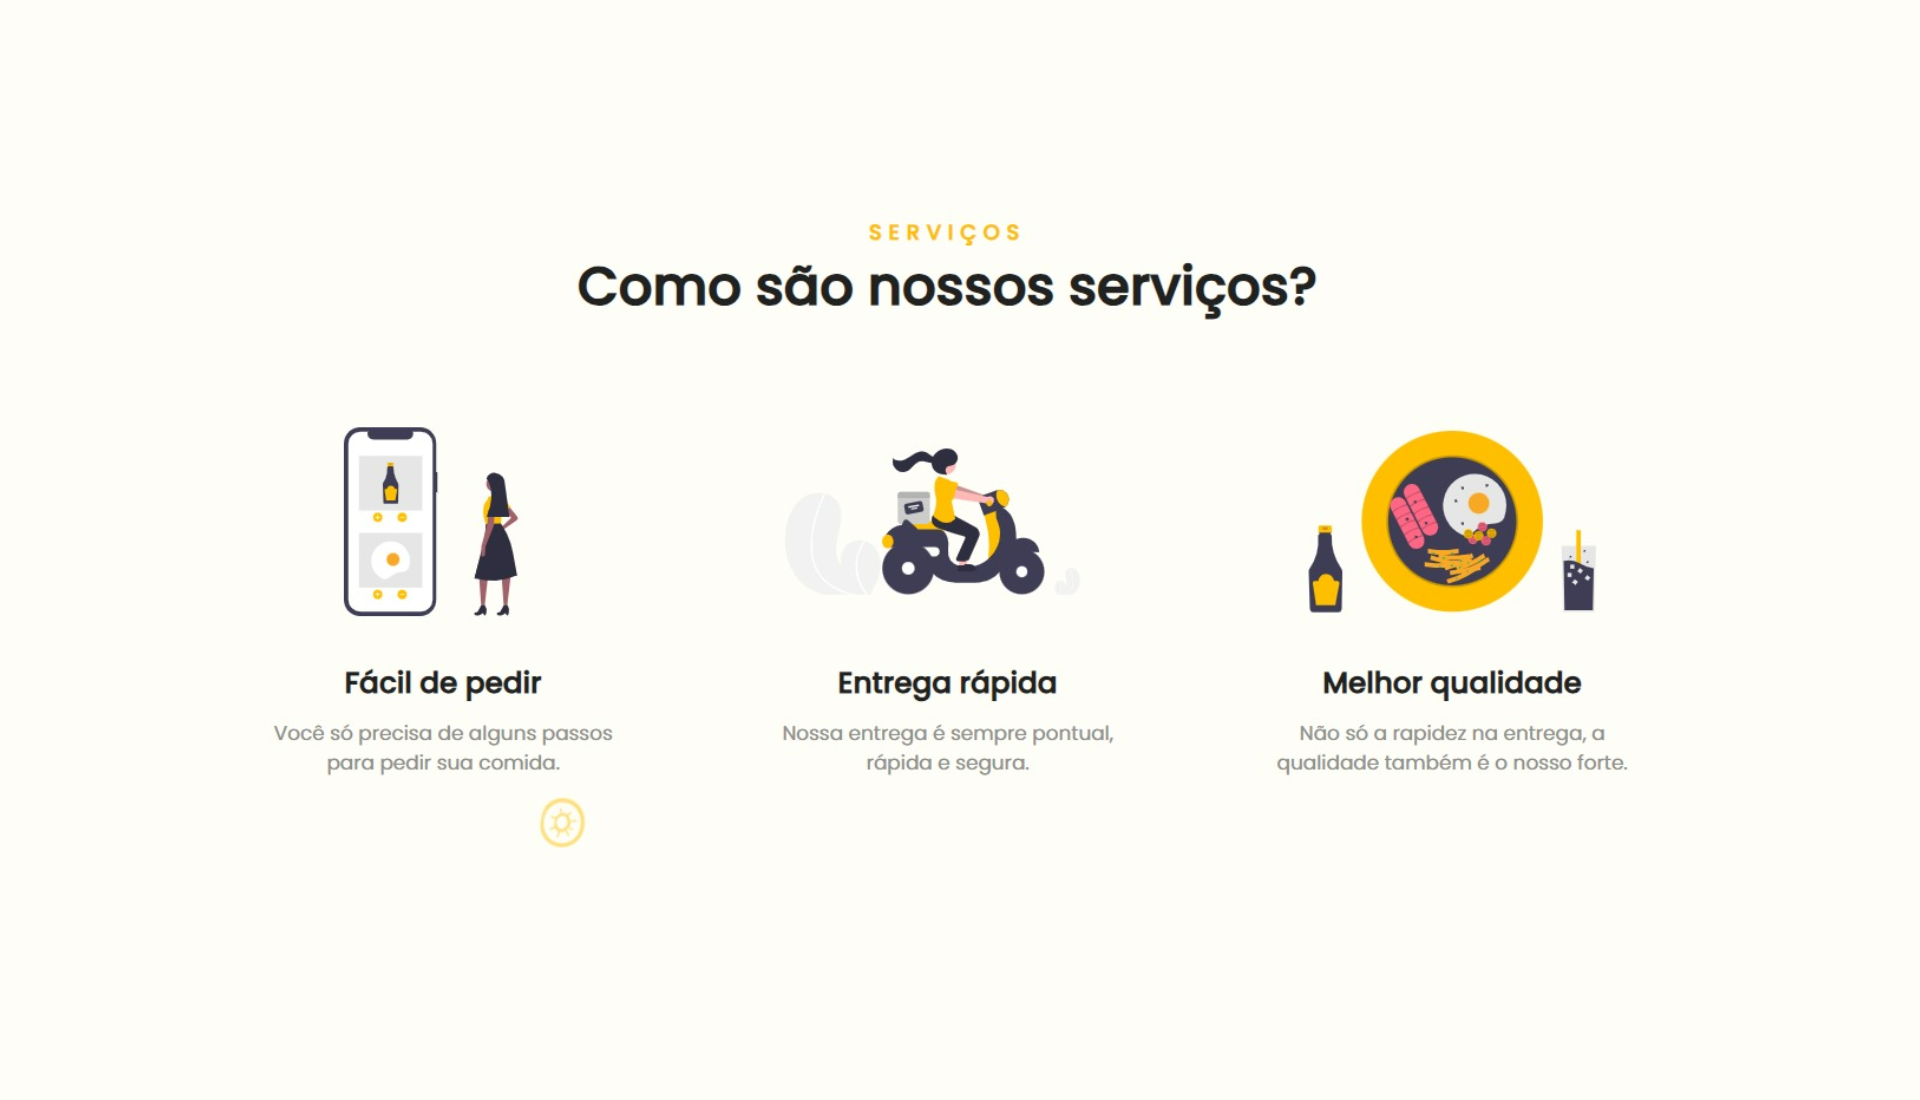 SERVIÇOS
Como são nossos serviços?
Fácil de pedir
Você só precisa de alguns passos
para pedir sua comida.
Entrega rápida
Nossa entrega é sempre pontual,
rápida e segura.
Melhor qualidade
Não só a rapidez na entrega, a
qualidade também é o nosso forte.